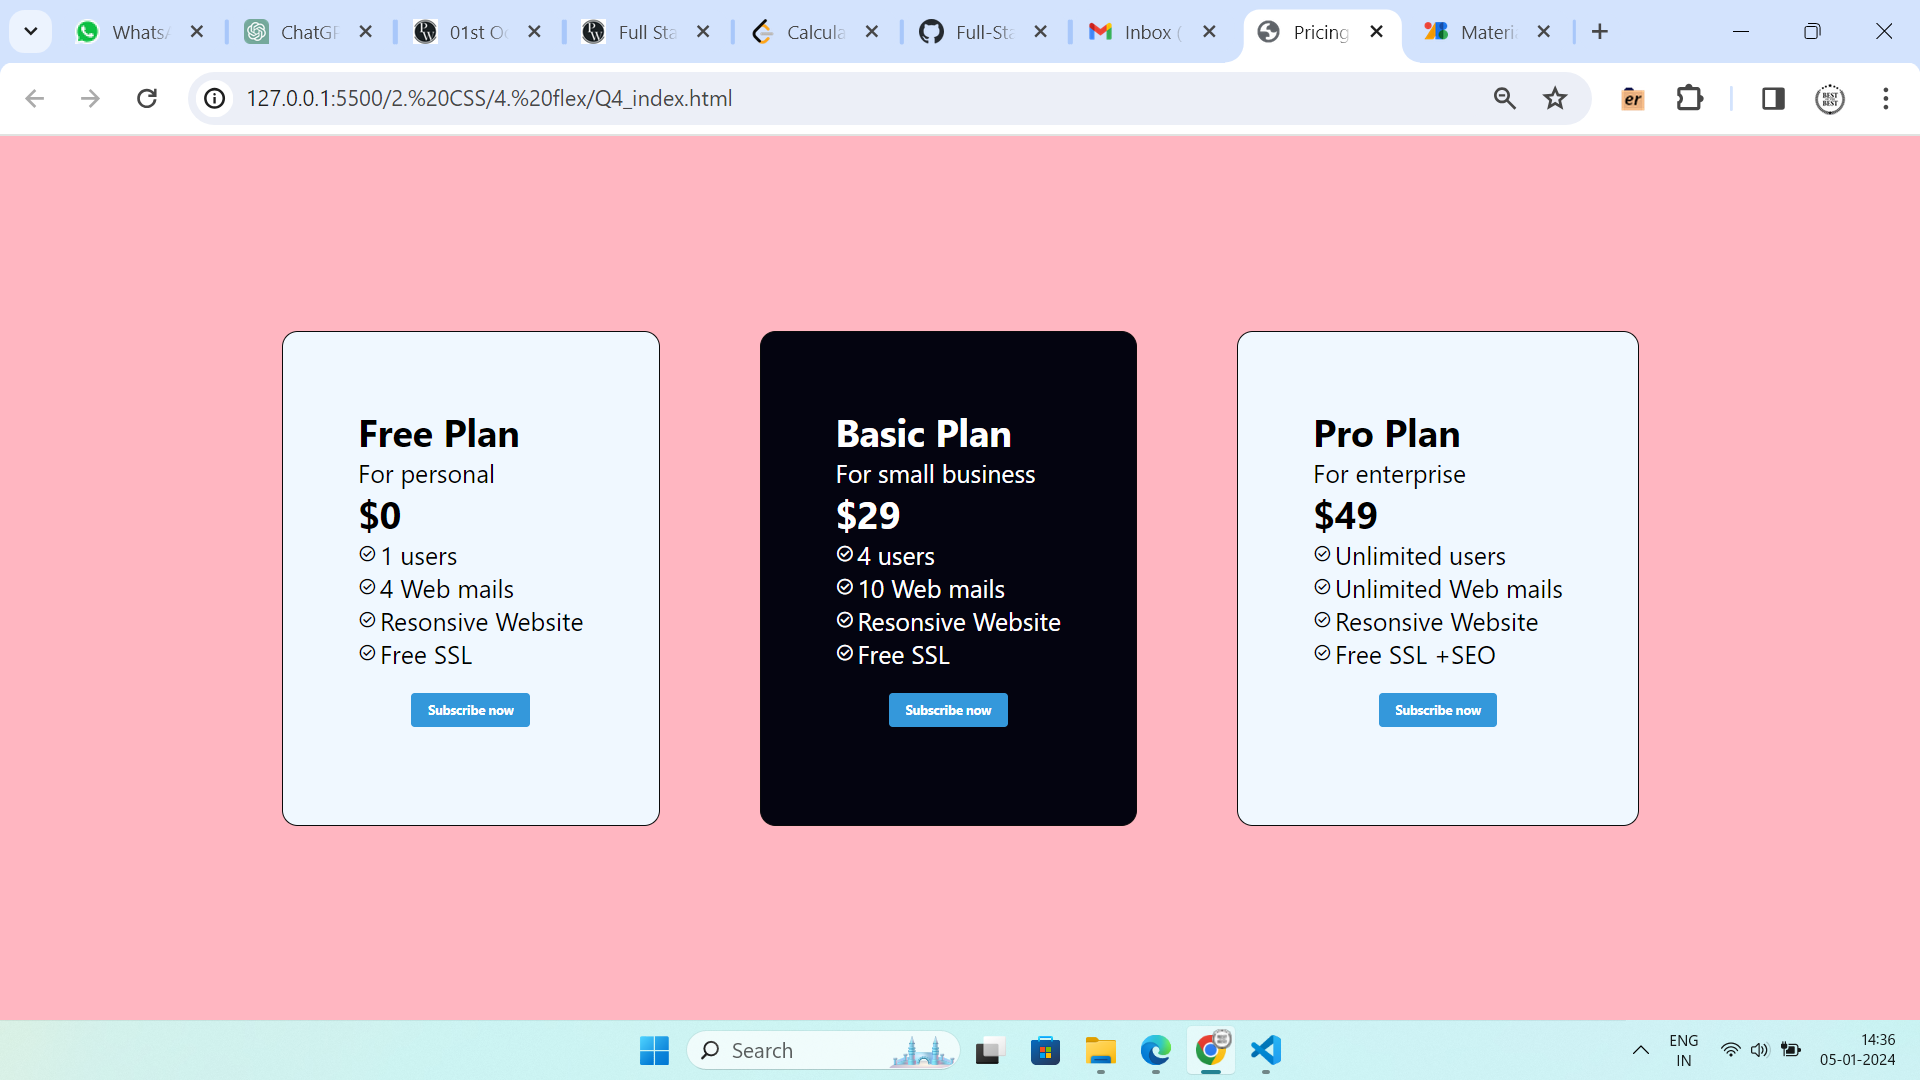 WhatsA
ChatGP
01st Oc
Full Sta
Calcula
Full-Sta
Inbox (
Pricing
Materia
127.0.0.1:5500/2.%20CSS/4.%20flex/Q4_index.html
er
BEST
BEST
Free Plan
For personal
$0
1 users
4 Web mails
Resonsive Website
Free SSL
Subscribe now
Basic Plan
For small business
$29
4 users
10 Web mails
Resonsive Website
Free SSL
Subscribe now
Pro Plan
For enterprise
$49
Unlimited users
Unlimited Web mails
Resonsive Website
Free SSL +SEO
Subscribe now
Search
ENG
IN
14:36
05-01-2024